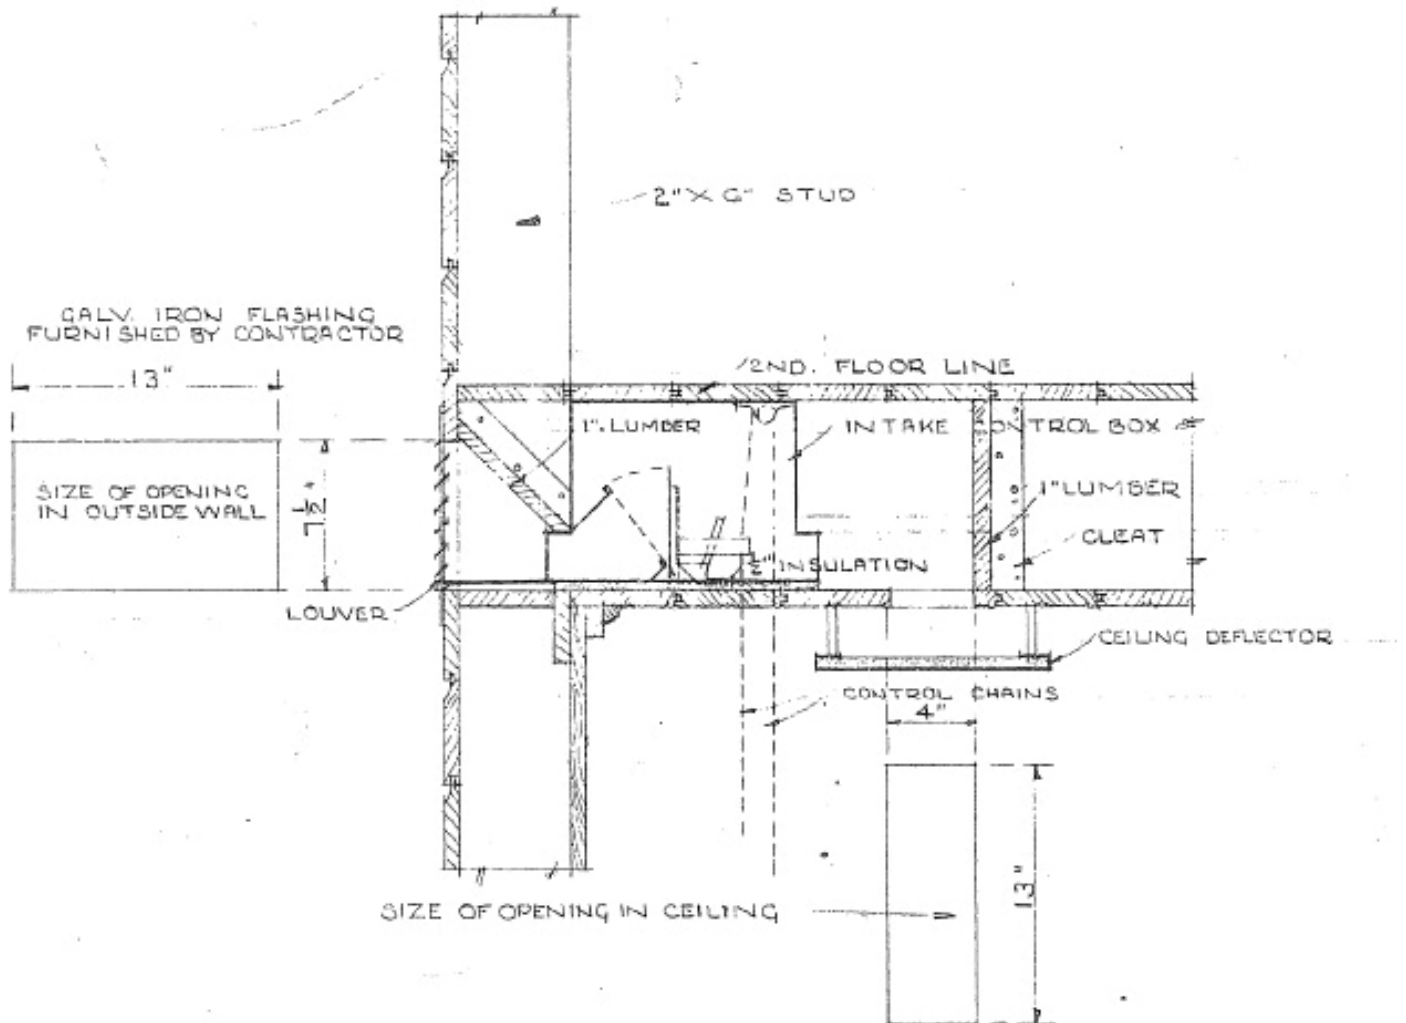 2" X 6" STUD
GALV. IRON FLASHING
FURNISHED BY CONTRACTOR
13"
2ND. FLOOR LINE
1" LUMBER
INTAKE CONTROL BOX
SIZE OF OPENING
IN OUTSIDE WALL
7½"
1" LUMBER
CLEAT
½" INSULATION
LOUVER
CEILING DEFLECTOR
CONTROL CHAINS
4"
13"
SIZE OF OPENING IN CEILING